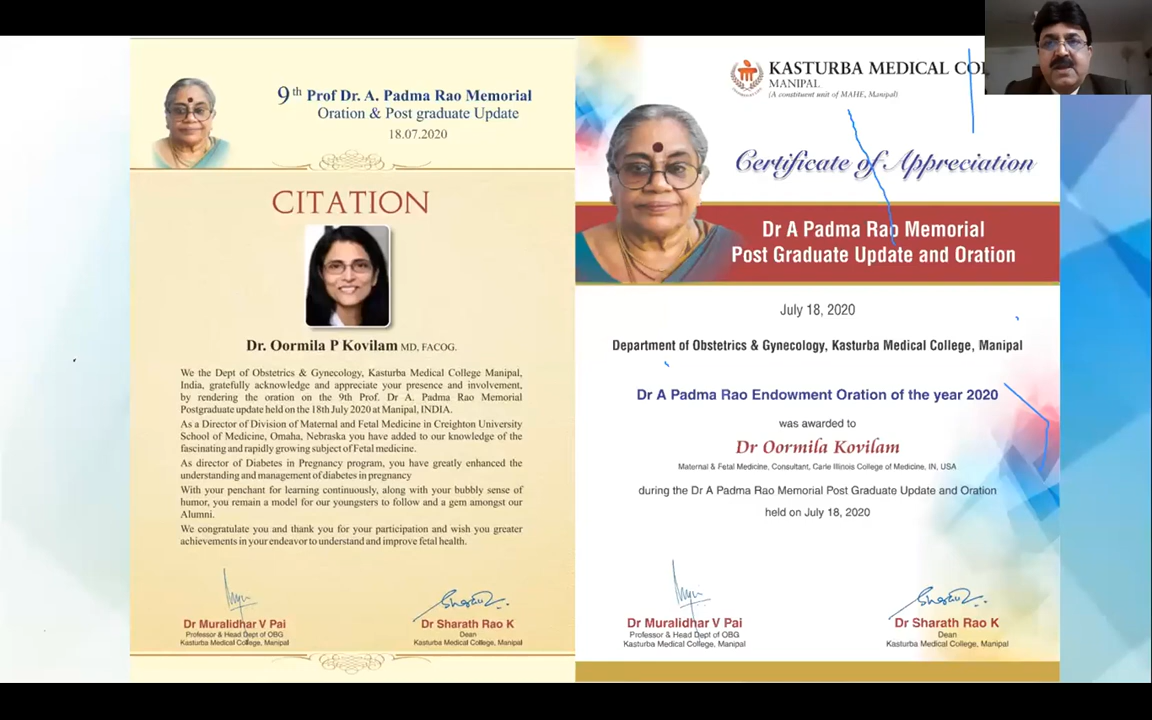 9th Prof Dr. A. Padma Rao Memorial
Oration & Post graduate Update
18.07.2020
CITATION
Dr. Oormila P Kovilam MD, FACOG.
We the Dept of Obstetrics & Gynecology, Kasturba Medical College Manipal,
India, gratefully acknowledge and appreciate your presence and involvement,
by rendering the oration on the 9th Prof. Dr A. Padma Rao Memorial
Postgraduate update held on the 18th July 2020 at Manipal, INDIA.
As a Director of Division of Maternal and Fetal Medicine in Creighton University
School of Medicine, Omaha, Nebraska you have added to our knowledge of the
fascinating and rapidly growing subject of Fetal medicine.
As director of Diabetes in Pregnancy program, you have greatly enhanced the
understanding and management of diabetes in pregnancy
With your penchant for learning continuously, along with your bubbly sense of
humor, you remain a model for our youngsters to follow and a gem amongst our
Alumni.
We congratulate you and thank you for your participation and wish you greater
achievements in your endeavor to understand and improve fetal health.
Dr Muralidhar V Pai
Professor & Head Dept of OBG
Kasturba Medical College, Manipal
Dr Sharath Rao K
Dean
Kasturba Medical College, Manipal
KASTURBA MEDICAL CO
MANIPAL
(A constituent unit of MAHE, Manipal)
Certificate of Appreciation
Dr A Padma Rao Memorial
Post Graduate Update and Oration
July 18, 2020
Department of Obstetrics & Gynecology, Kasturba Medical College, Manipal
Dr A Padma Rao Endowment Oration of the year 2020
was awarded to
Dr Oormila Kovilam
Maternal & Fetal Medicine, Consultant, Carle Illinois College of Medicine, IN, USA
during the Dr A Padma Rao Memorial Post Graduate Update and Oration
held on July 18, 2020
Dr Muralidhar V Pai
Professor & Head Dept of OBG
Kasturba Medical College, Manipal
Dr Sharath Rao K
Dean
Kasturba Medical College, Manipal